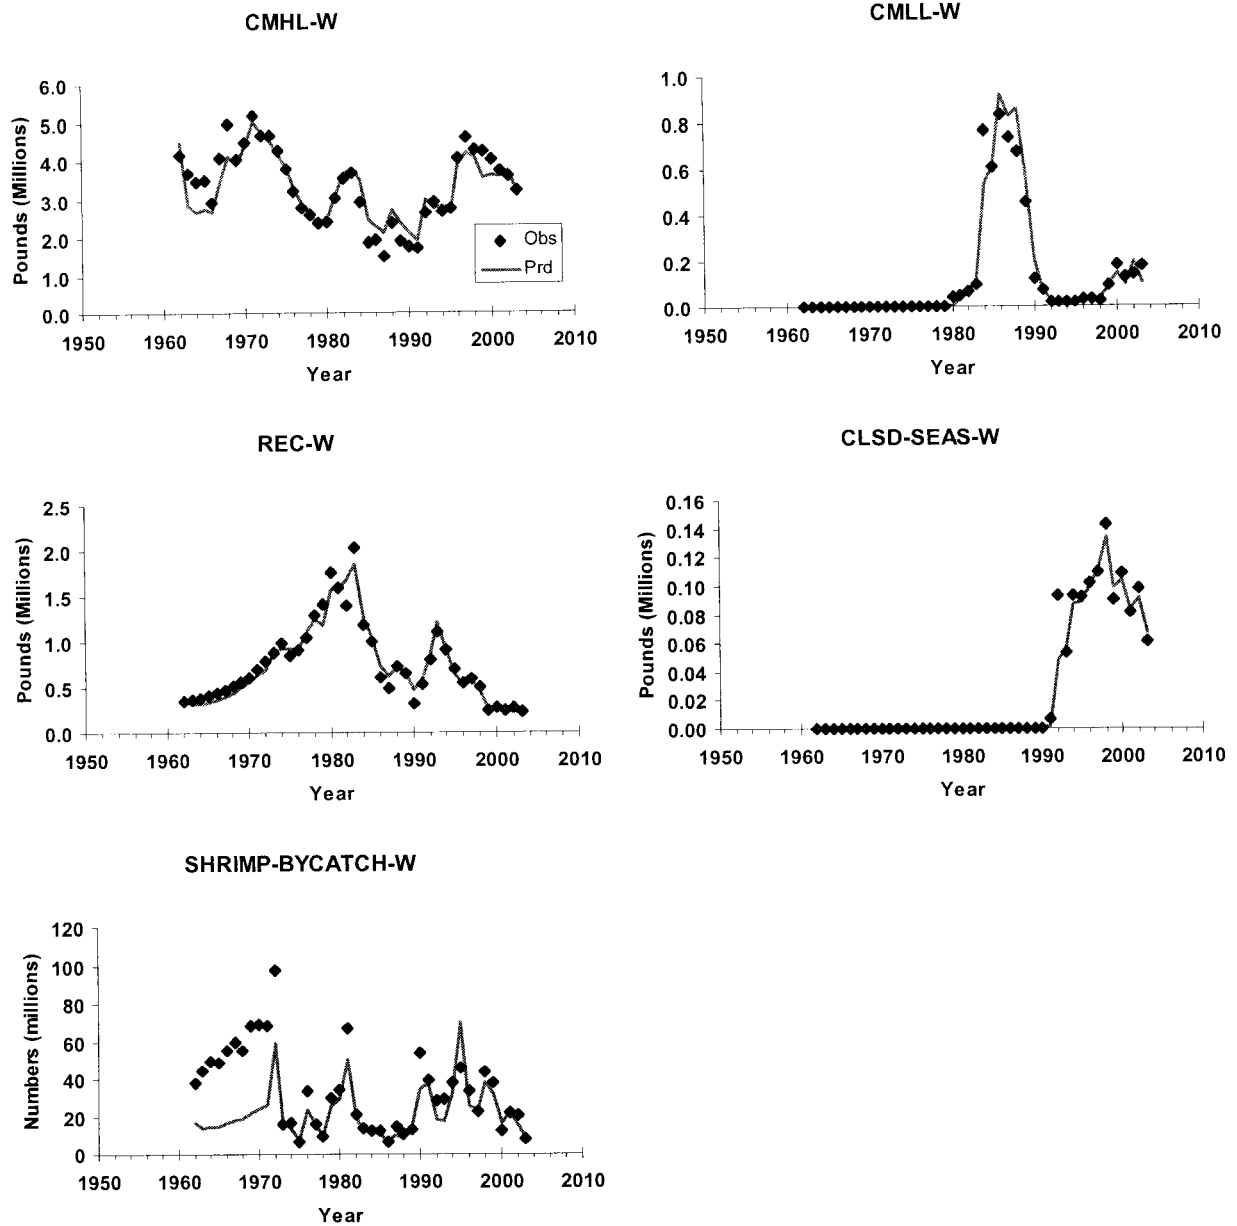 CMHL-W
Pounds (Millions)
6.0
5.0
4.0
3.0
2.0
1.0
0.0
1950 1960 1970 1980 1990 2000 2010
Year
Obs
Prd
CMLL-W
1.0
0.8
0.6
0.4
0.2
0.0
1950 1960 1970 1980 1990 2000 2010
Year
REC-W
Pounds (Millions)
2.5
2.0
1.5
1.0
0.5
0.0
1950 1960 1970 1980 1990 2000 2010
Year
CLSD-SEAS-W
Pounds (Millions)
0.16
0.14
0.12
0.10
0.08
0.06
0.04
0.02
0.00
1950 1960 1970 1980 1990 2000 2010
Year
SHRIMP-BYCATCH-W
Numbers (millions)
120
100
80
60
40
20
0
1950 1960 1970 1980 1990 2000 2010
Year